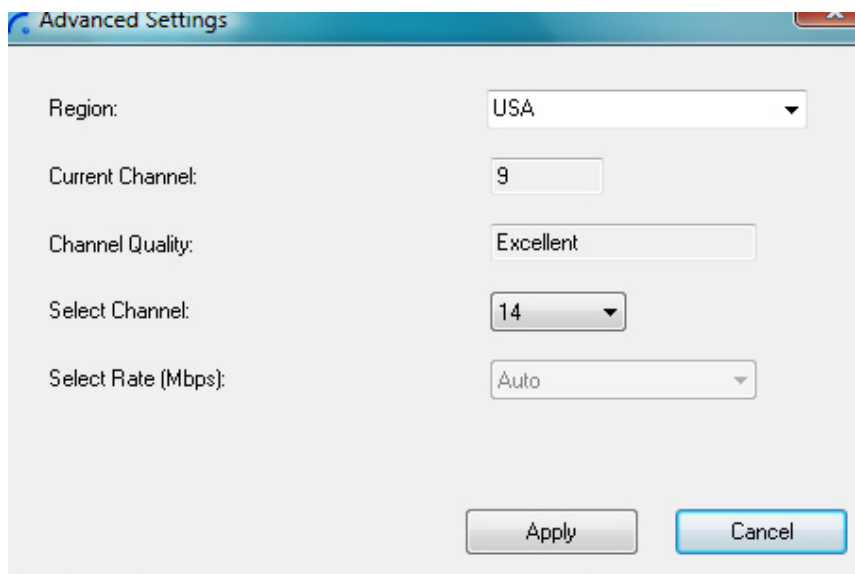 Advanced Settings
Region: USA
Current Channel: 9
Channel Quality: Excellent
Select Channel: 14
Select Rate (Mbps): Auto
Apply Cancel